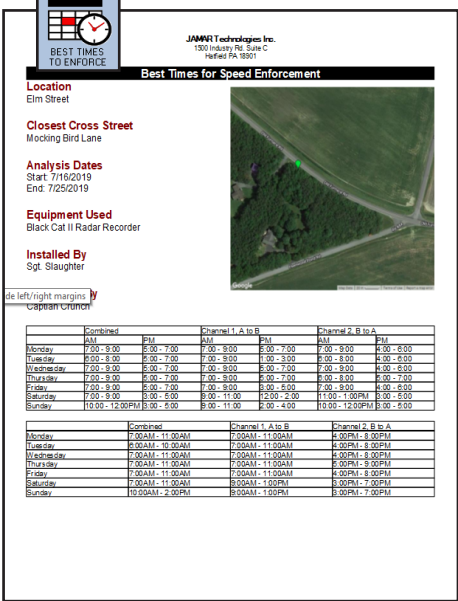 BEST TIMES
TO ENFORCE
JAMAR Technologies Inc.
1500 Industry Rd. Suite C
Hatfield PA 18901
Best Times for Speed Enforcement
Location
Elm Street
Closest Cross Street
Mocking Bird Lane
Analysis Dates
Start: 7/16/2019
End: 7/25/2019
Equipment Used
Black Cat II Radar Recorder
Installed By
Sgt. Slaughter
de left/right margins y
Captian Crunch
Google
Combined Channel 1, A to B Channel 2, B to A
AM PM AM PM AM PM
Monday 7:00 - 9:00 5:00 - 7:00 7:00 - 9:00 5:00 - 7:00 7:00 - 9:00 4:00 - 6:00
Tuesday 6:00 - 8:00 5:00 - 7:00 7:00 - 9:00 1:00 - 3:00 6:00 - 8:00 4:00 - 6:00
Wednesday 7:00 - 9:00 5:00 - 7:00 7:00 - 9:00 5:00 - 7:00 7:00 - 9:00 4:00 - 6:00
Thursday 7:00 - 9:00 5:00 - 7:00 7:00 - 9:00 5:00 - 7:00 6:00 - 8:00 5:00 - 7:00
Friday 7:00 - 9:00 5:00 - 7:00 7:00 - 9:00 3:00 - 5:00 7:00 - 9:00 4:00 - 6:00
Saturday 7:00 - 9:00 3:00 - 5:00 9:00 - 11:00 12:00 - 2:00 11:00 - 1:00PM 3:00 - 5:00
Sunday 10:00 - 12:00PM 3:00 - 5:00 9:00 - 11:00 2:00 - 4:00 10:00 - 12:00PM 3:00 - 5:00
Combined Channel 1, A to B Channel 2, B to A
Monday 7:00AM - 11:00AM 7:00AM - 11:00AM 4:00PM - 8:00PM
Tuesday 6:00AM - 10:00AM 7:00AM - 11:00AM 4:00PM - 8:00PM
Wednesday 7:00AM - 11:00AM 7:00AM - 11:00AM 4:00PM - 8:00PM
Thursday 7:00AM - 11:00AM 7:00AM - 11:00AM 5:00PM - 9:00PM
Friday 7:00AM - 11:00AM 7:00AM - 11:00AM 4:00PM - 8:00PM
Saturday 7:00AM - 11:00AM 9:00AM - 1:00PM 3:00PM - 7:00PM
Sunday 10:00AM - 2:00PM 9:00AM - 1:00PM 3:00PM - 7:00PM